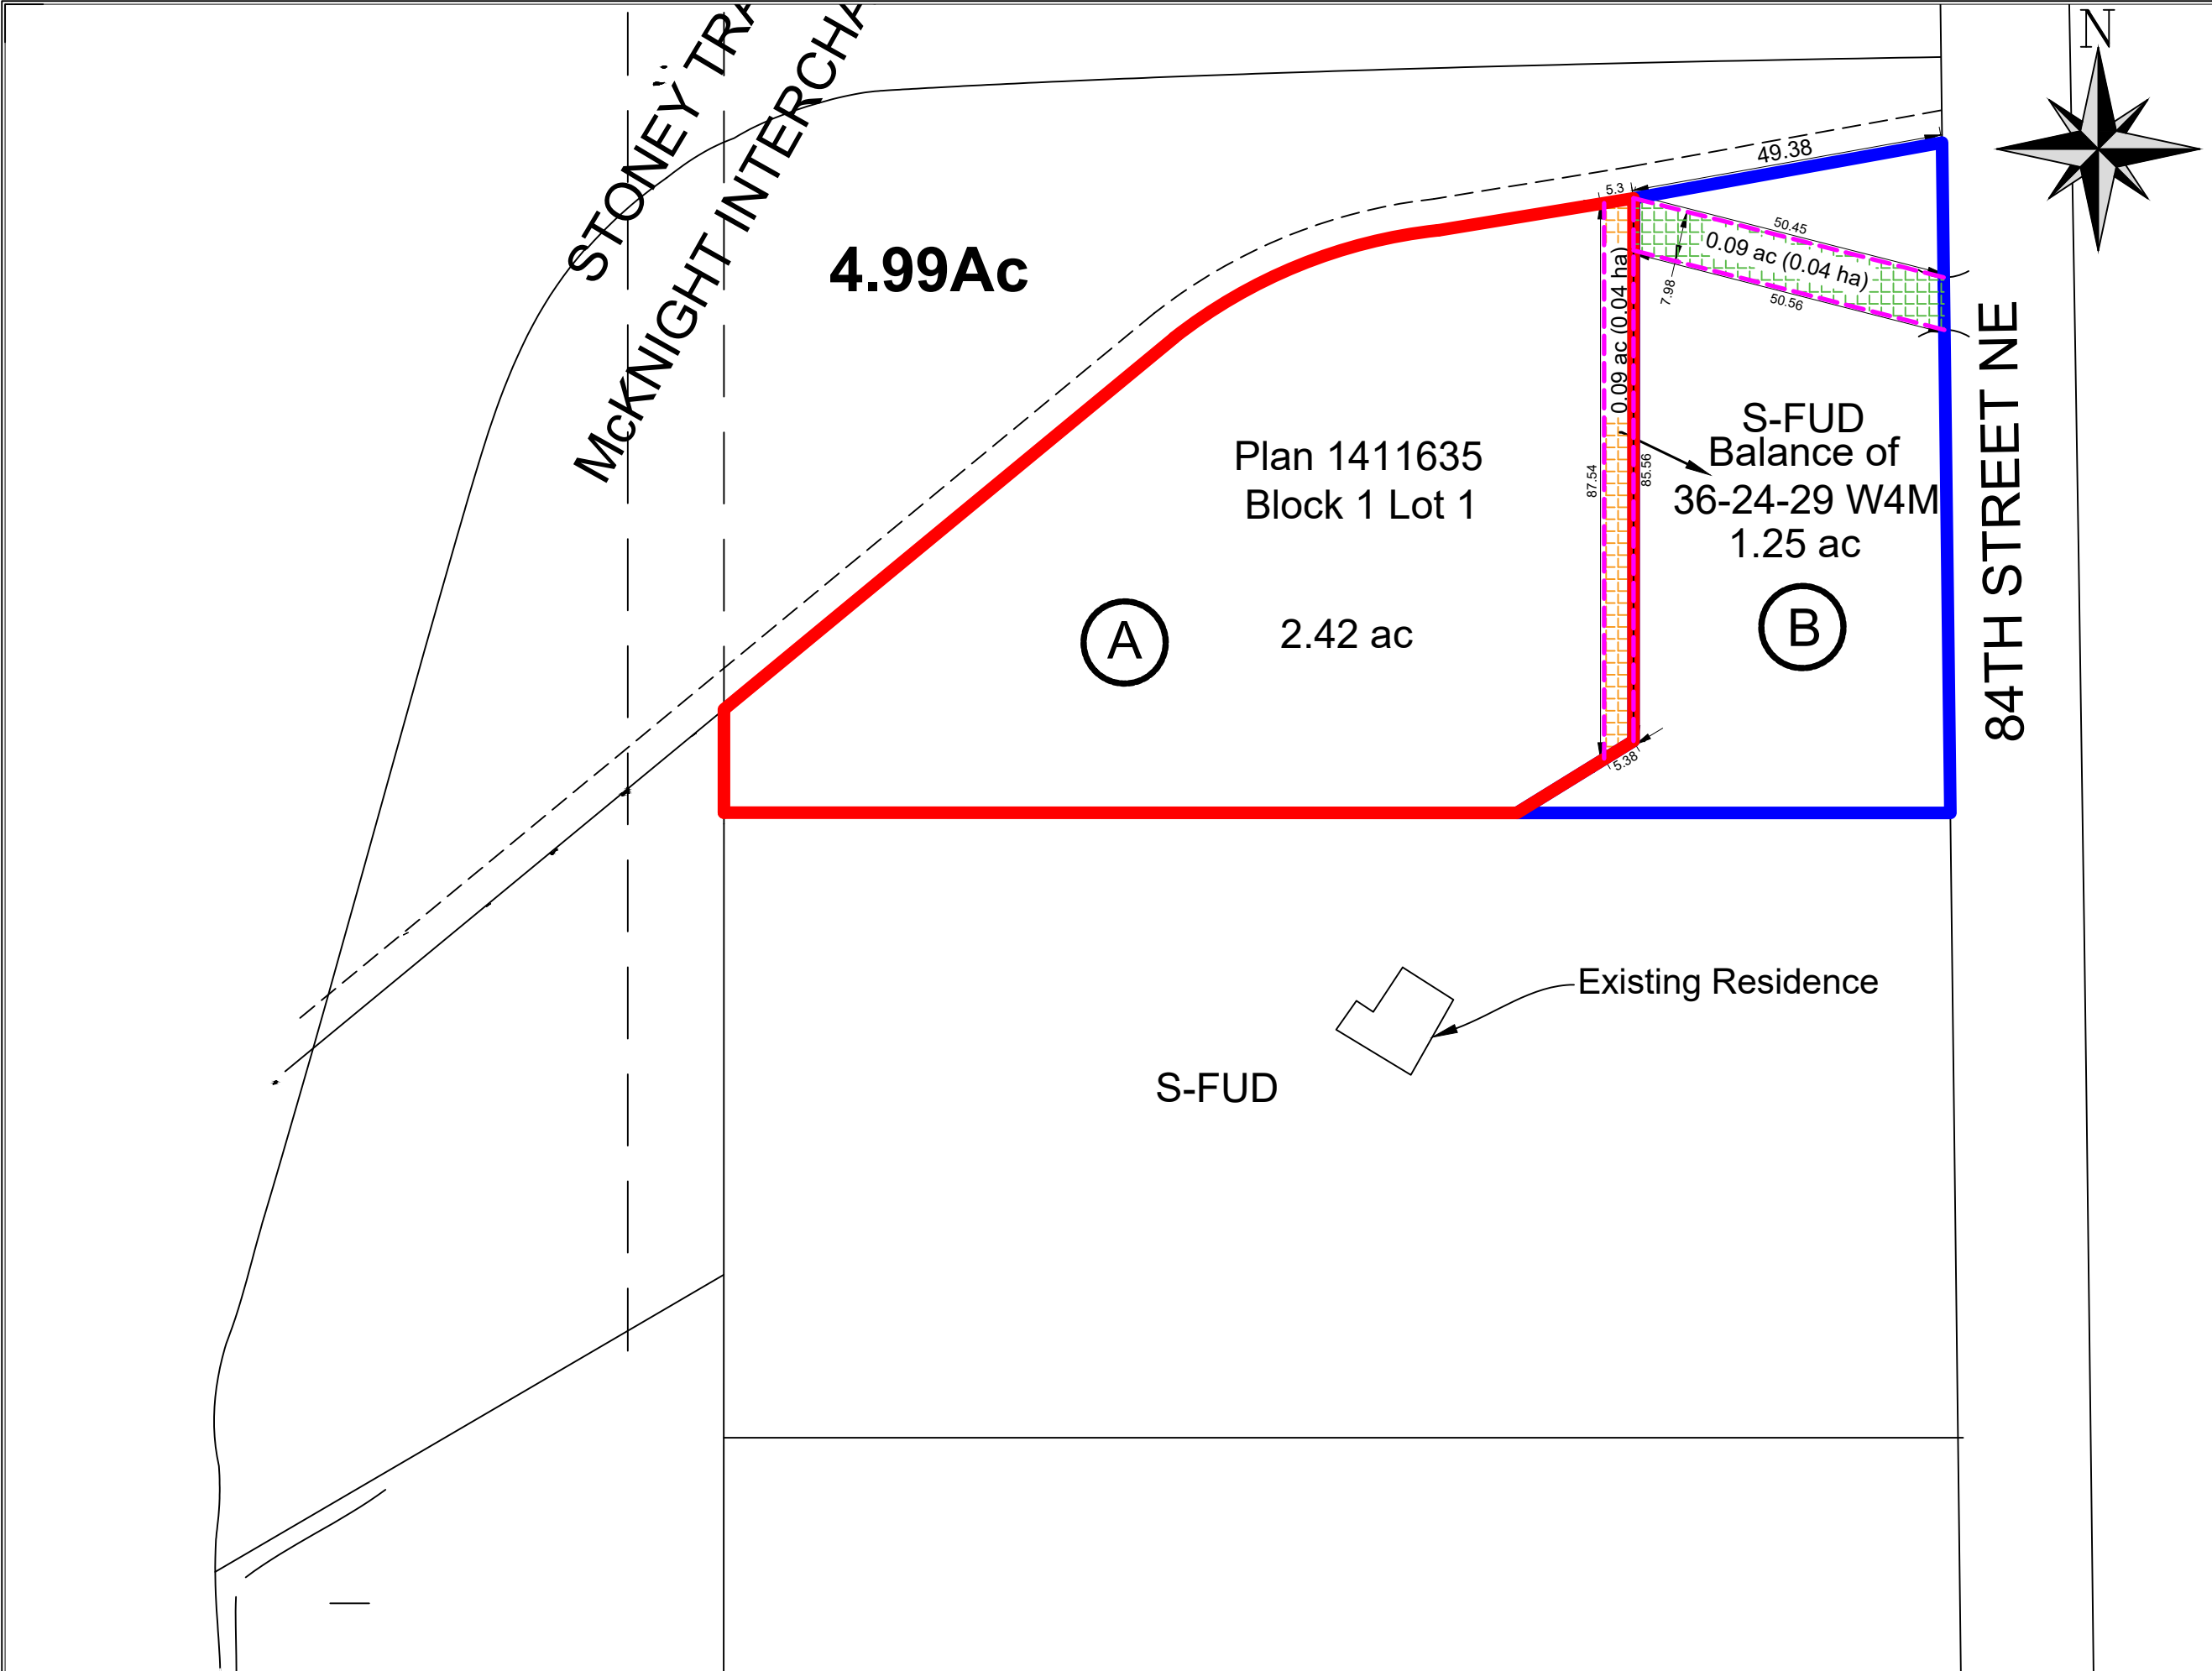 N
STONEY TRA
McKNIGHT INTERCHA
4.99Ac
49.38
5.3
50.45
0.09 ac (0.04 ha)
7.98
50.56
0.09 ac (0.04 ha)
87.54
85.56
5.38
Plan 1411635
Block 1 Lot 1
A
2.42 ac
S-FUD
Balance of
36-24-29 W4M
1.25 ac
B
84TH STREET NE
Existing Residence
S-FUD